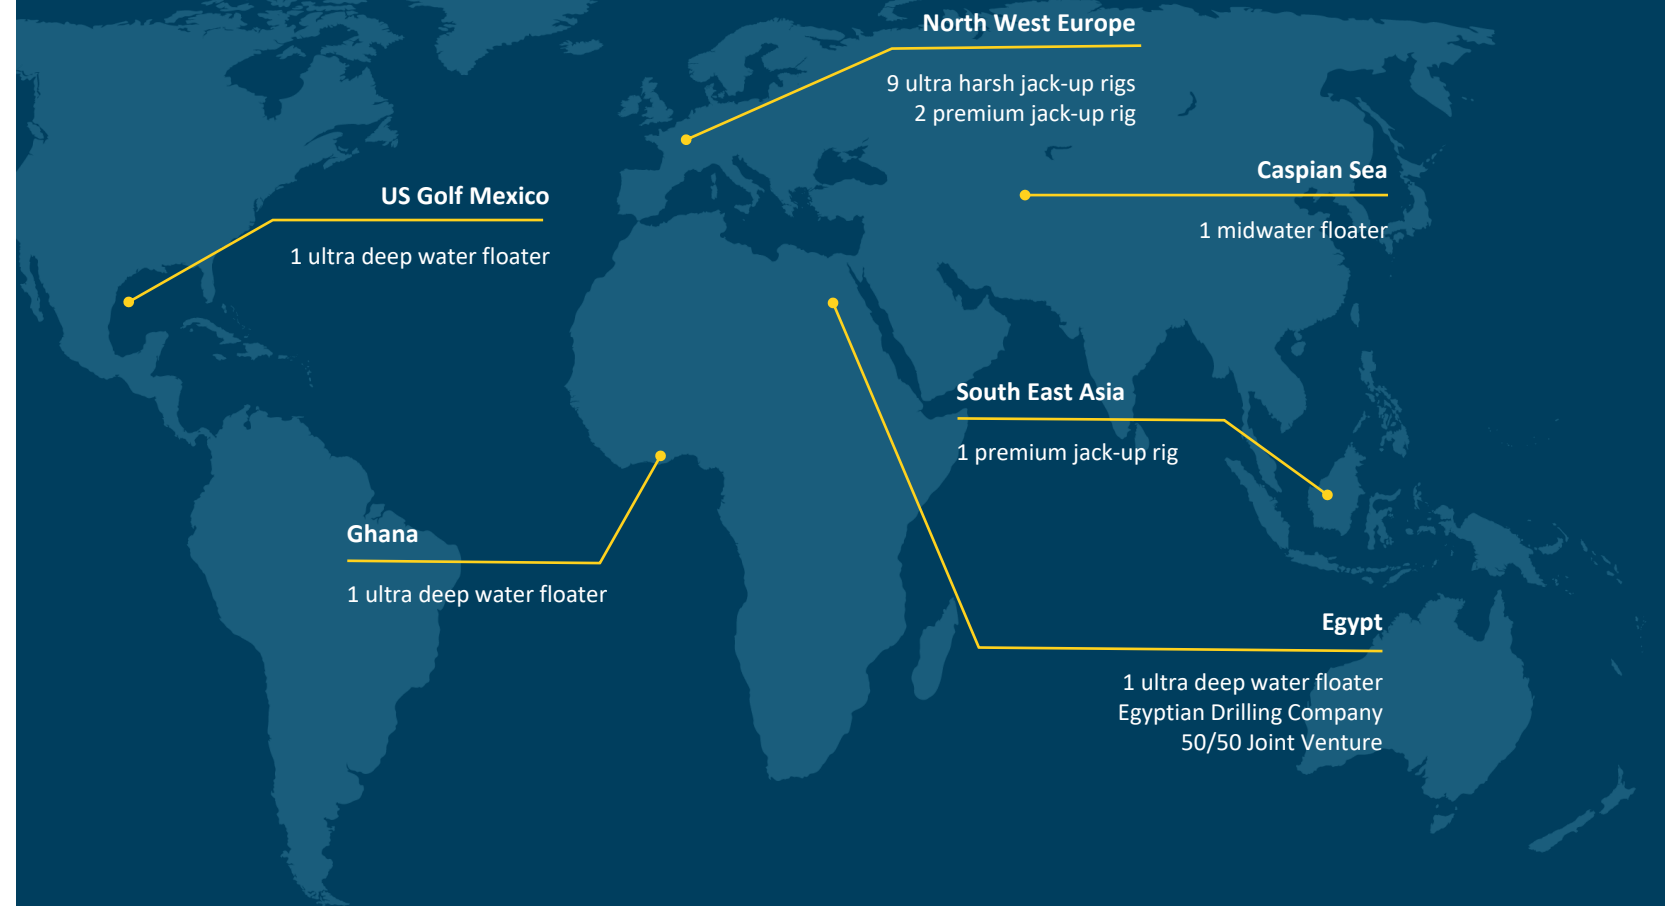 North West Europe
9 ultra harsh jack-up rigs
2 premium jack-up rig
Caspian Sea
1 midwater floater
US Golf Mexico
1 ultra deep water floater
South East Asia
1 premium jack-up rig
Ghana
1 ultra deep water floater
Egypt
1 ultra deep water floater
Egyptian Drilling Company
50/50 Joint Venture